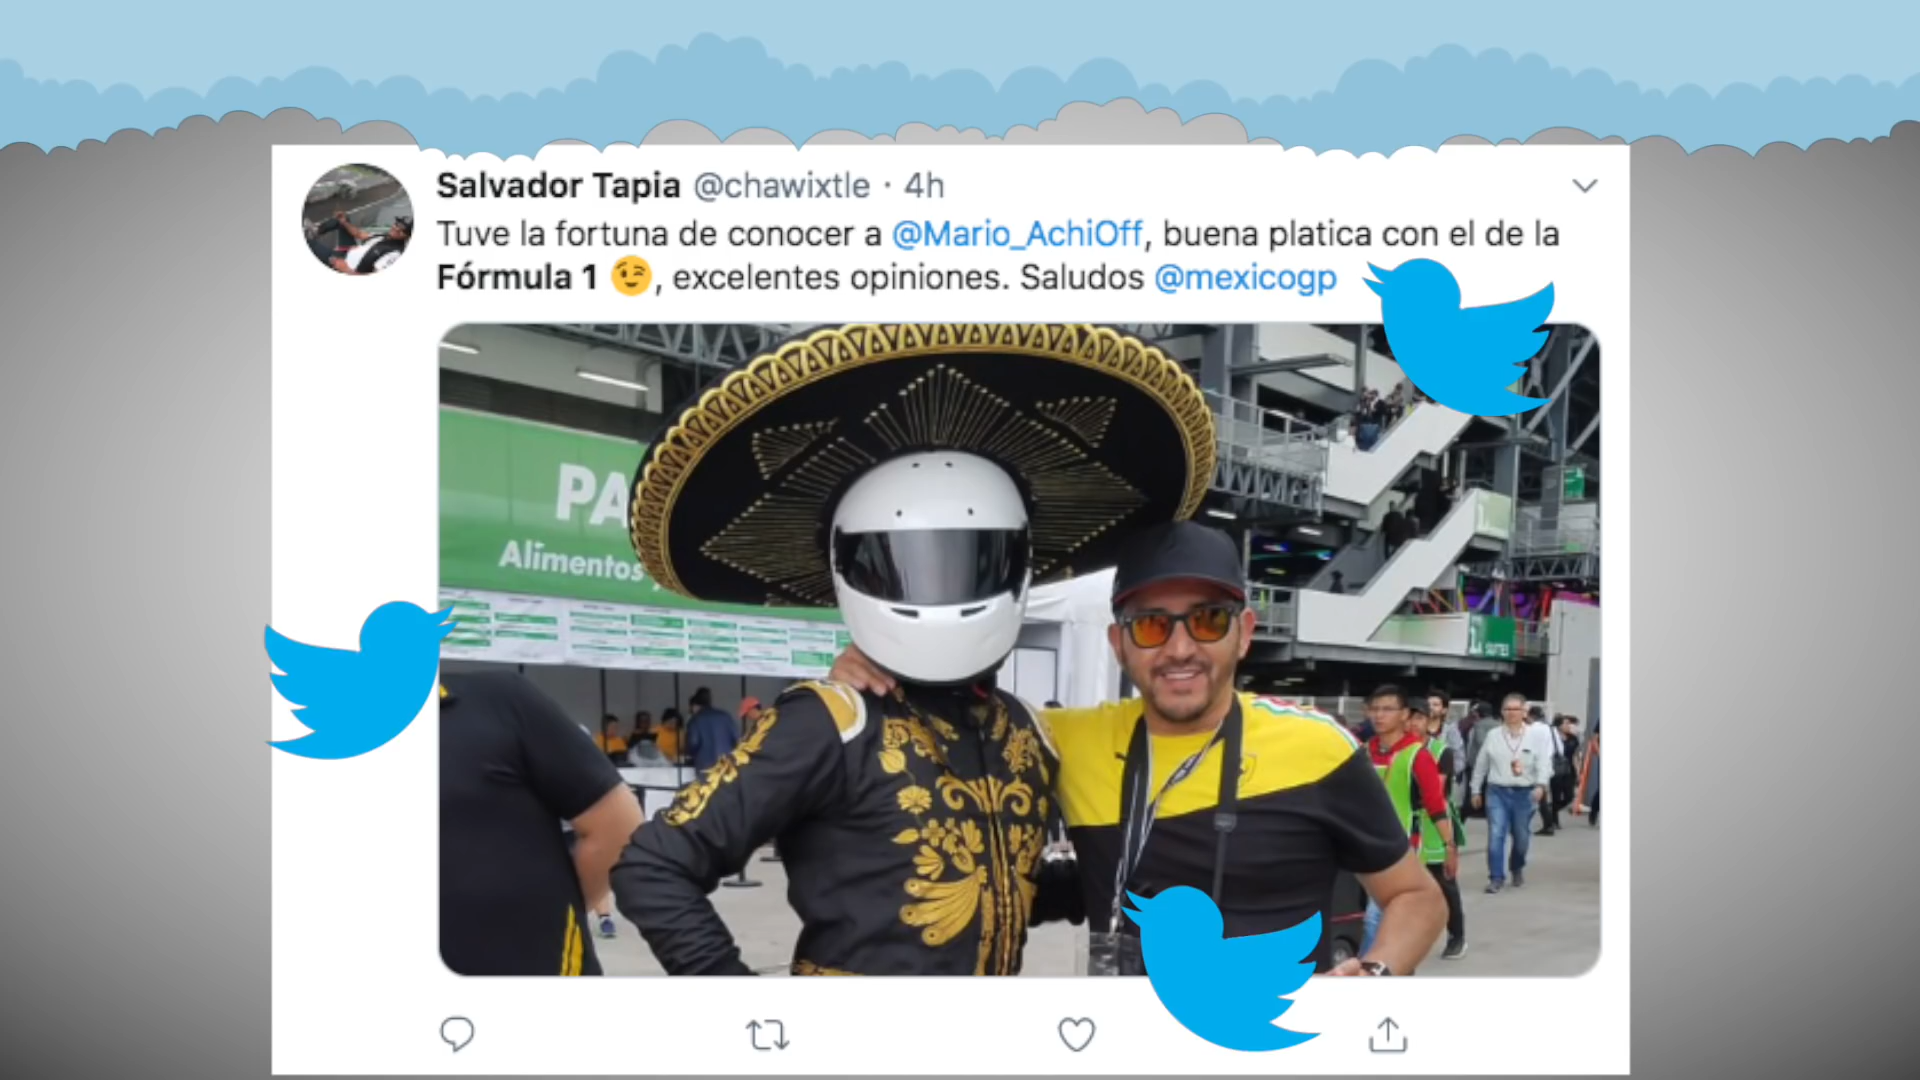 Salvador Tapia @chawixtle · 4h
Tuve la fortuna de conocer a @Mario_AchiOff, buena platica con el de la
Fórmula 1 😉, excelentes opiniones. Saludos @mexicogp
PA
Alimentos
SUITES